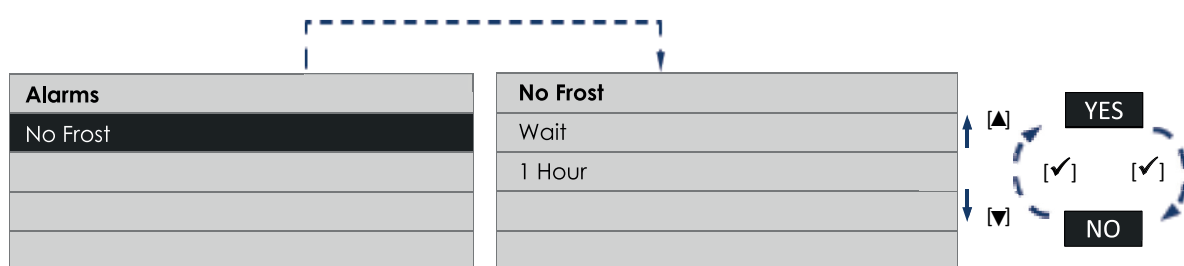 Alarms
No Frost
No Frost
Wait
1 Hour
[▲]
[▼]
YES
[✔] [✔]
NO